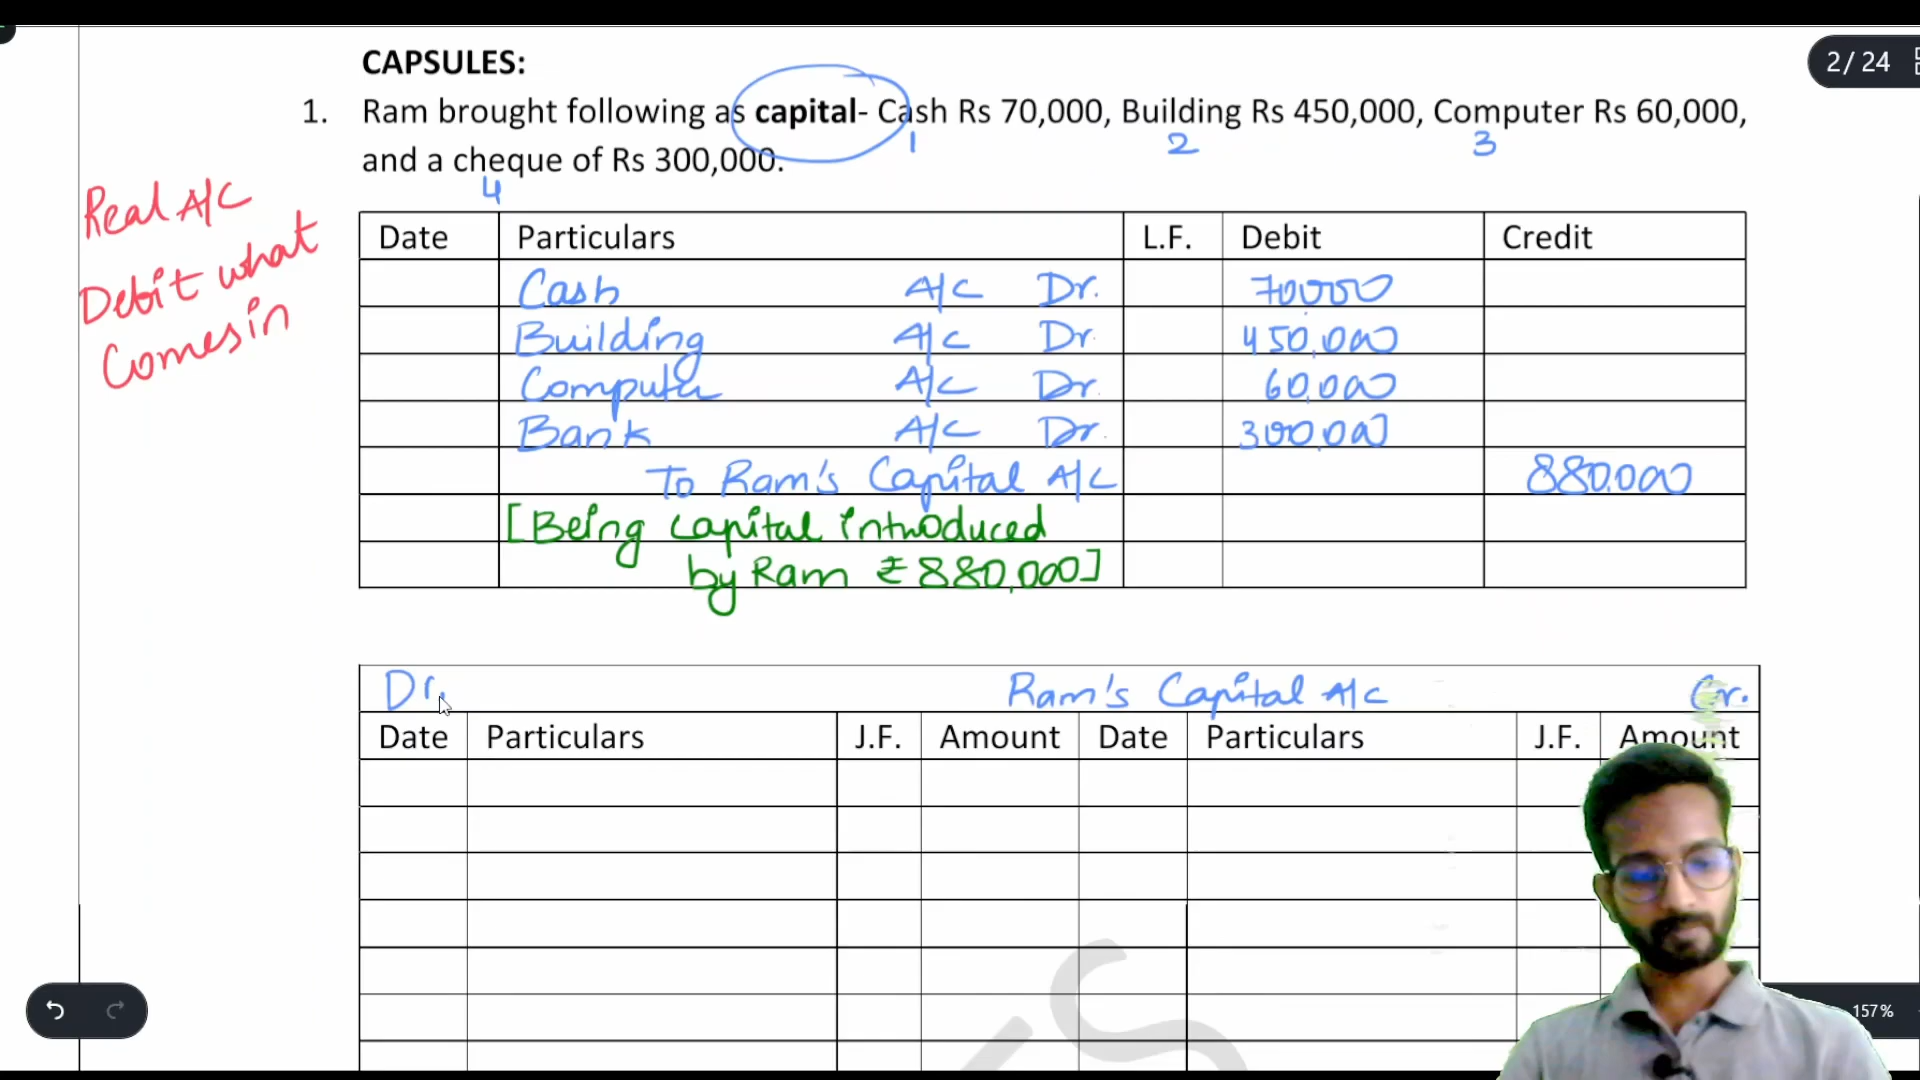 2/ 24
CAPSULES:
1. Ram brought following as capital- Cash Rs 70,000, Building Rs 450,000, Computer Rs 60,000,
1 2 3
and a cheque of Rs 300,000.
4
Real A/C
Debit what
Comes in
Date Particulars L.F. Debit Credit
Cash A/C Dr. 70000
Building A/C Dr. 450,000
Computer A/C Dr. 60,000
Bank A/C Dr. 300,000
To Ram's Capital A/C 880,000
[Being capital introduced
by Ram ₹ 880,000]
Dr. Ram's Capital A/C Cr.
Date Particulars J.F. Amount Date Particulars J.F. Amount
157%